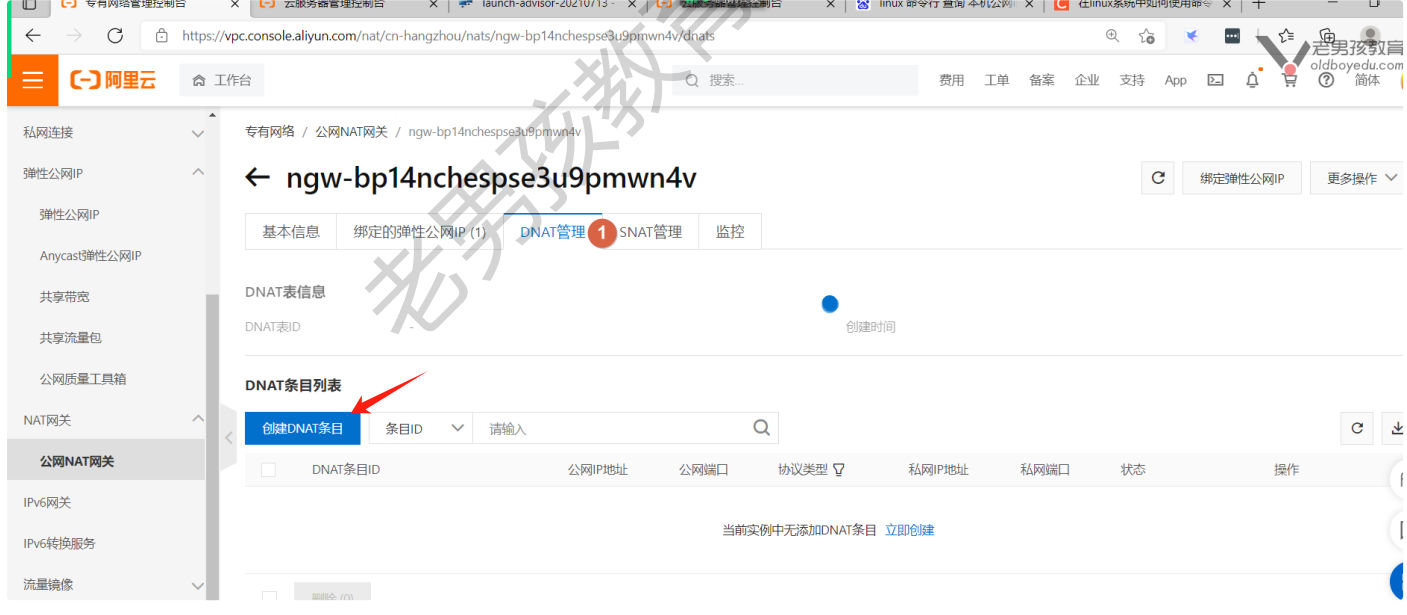 专有网络管理控制台
云服务器管理控制台
launch-advisor-20210713 -
云服务器管理控制台
linux 命令行 查询 本机公网
在linux系统中如何使用命令
https://vpc.console.aliyun.com/nat/cn-hangzhou/nats/ngw-bp14nchespse3u9pmwn4v/dnats
老男孩教育
oldboyedu.com
阿里云
工作台
搜索...
费用
工单
备案
企业
支持
App
简体
私网连接
弹性公网IP
弹性公网IP
Anycast弹性公网IP
共享带宽
共享流量包
公网质量工具箱
NAT网关
公网NAT网关
IPv6网关
IPv6转换服务
流量镜像
专有网络 / 公网NAT网关 / ngw-bp14nchespse3u9pmwn4v
ngw-bp14nchespse3u9pmwn4v
绑定弹性公网IP
更多操作
基本信息
绑定的弹性公网IP (1)
DNAT管理
1
SNAT管理
监控
DNAT表信息
DNAT表ID
-
创建时间
DNAT条目列表
创建DNAT条目
条目ID
请输入
DNAT条目ID
公网IP地址
公网端口
协议类型
私网IP地址
私网端口
状态
操作
当前实例中无添加DNAT条目 立即创建
删除 (0)
老男孩教育